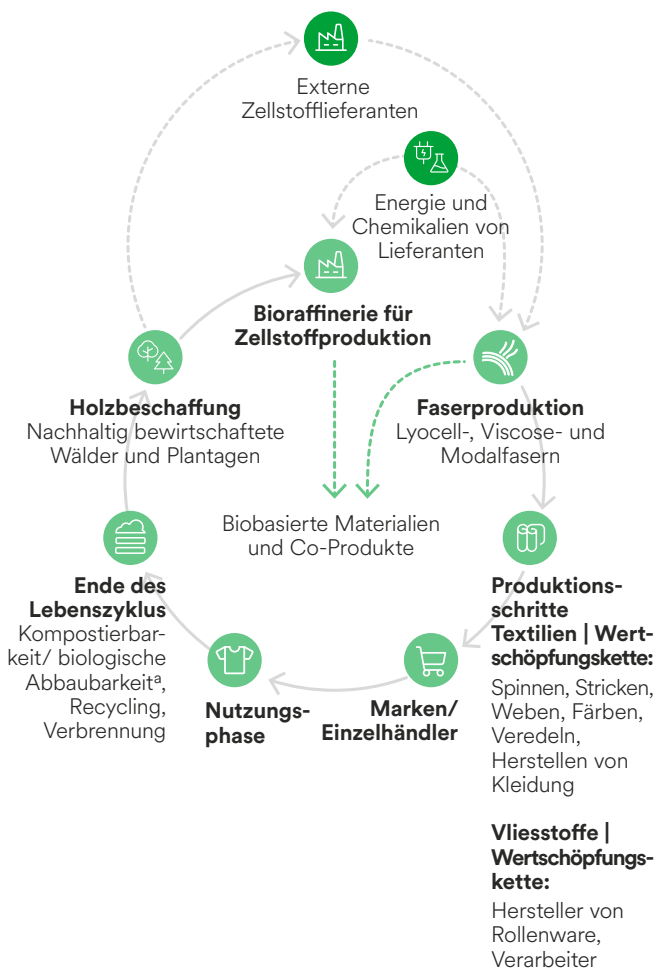 Externe
Zellstofflieferanten
Energie und
Chemikalien von
Lieferanten
Bioraffinerie für
Zellstoffproduktion
Holzbeschaffung
Nachhaltig bewirtschaftete
Wälder und Plantagen
Faserproduktion
Lyocell-, Viscose- und
Modalfasern
Biobasierte Materialien
und Co-Produkte
Ende des
Lebenszyklus
Kompostierbar-
keit/ biologische
Abbaubarkeitᵃ,
Recycling,
Verbrennung
Nutzungs-
phase
Marken/
Einzelhändler
Produktions-
schritte
Textilien | Wert-
schöpfungskette:
Spinnen, Stricken,
Weben, Färben,
Veredeln,
Herstellen von
Kleidung
Vliesstoffe |
Wertschöpfungs-
kette:
Hersteller von
Rollenware,
Verarbeiter